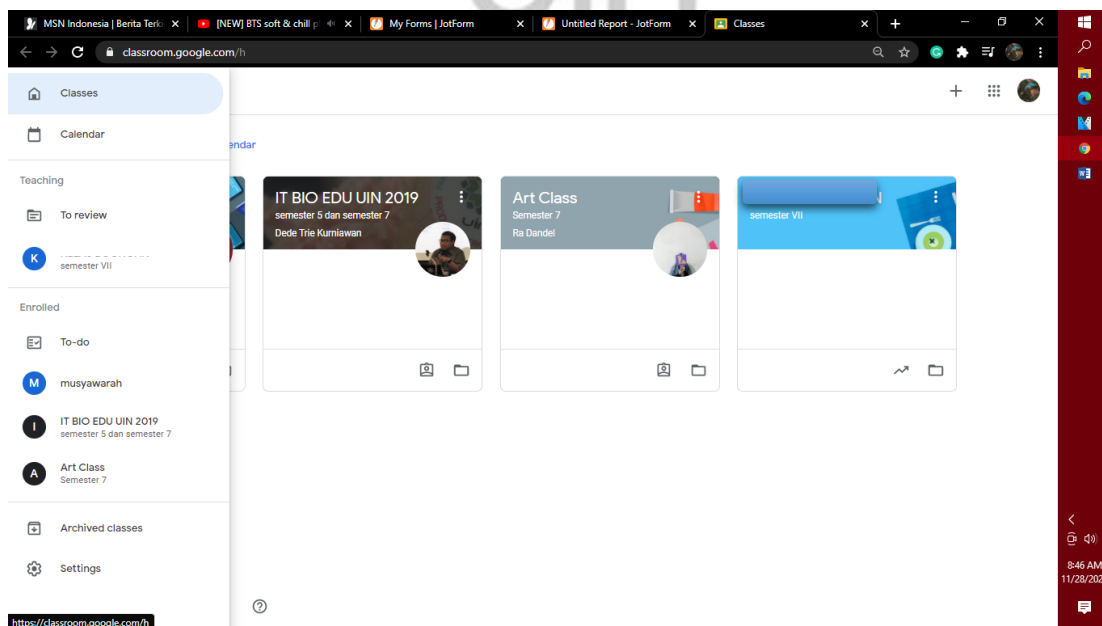 MSN Indonesia | Berita Terki
[NEW] BTS soft & chill pl
My Forms | JotForm
Untitled Report - JotForm
Classes
classroom.google.com/h
Classes
Calendar
endar
Teaching
To review
K
semester VII
Enrolled
To-do
M
musyawarah
I
IT BIO EDU UIN 2019
semester 5 dan semester 7
A
Art Class
Semester 7
Archived classes
Settings
IT BIO EDU UIN 2019
semester 5 dan semester 7
Dede Trie Kurniawan
Art Class
Semester 7
Ra Dandel
semester VII
https://classroom.google.com/h
8:46 AM
11/28/202